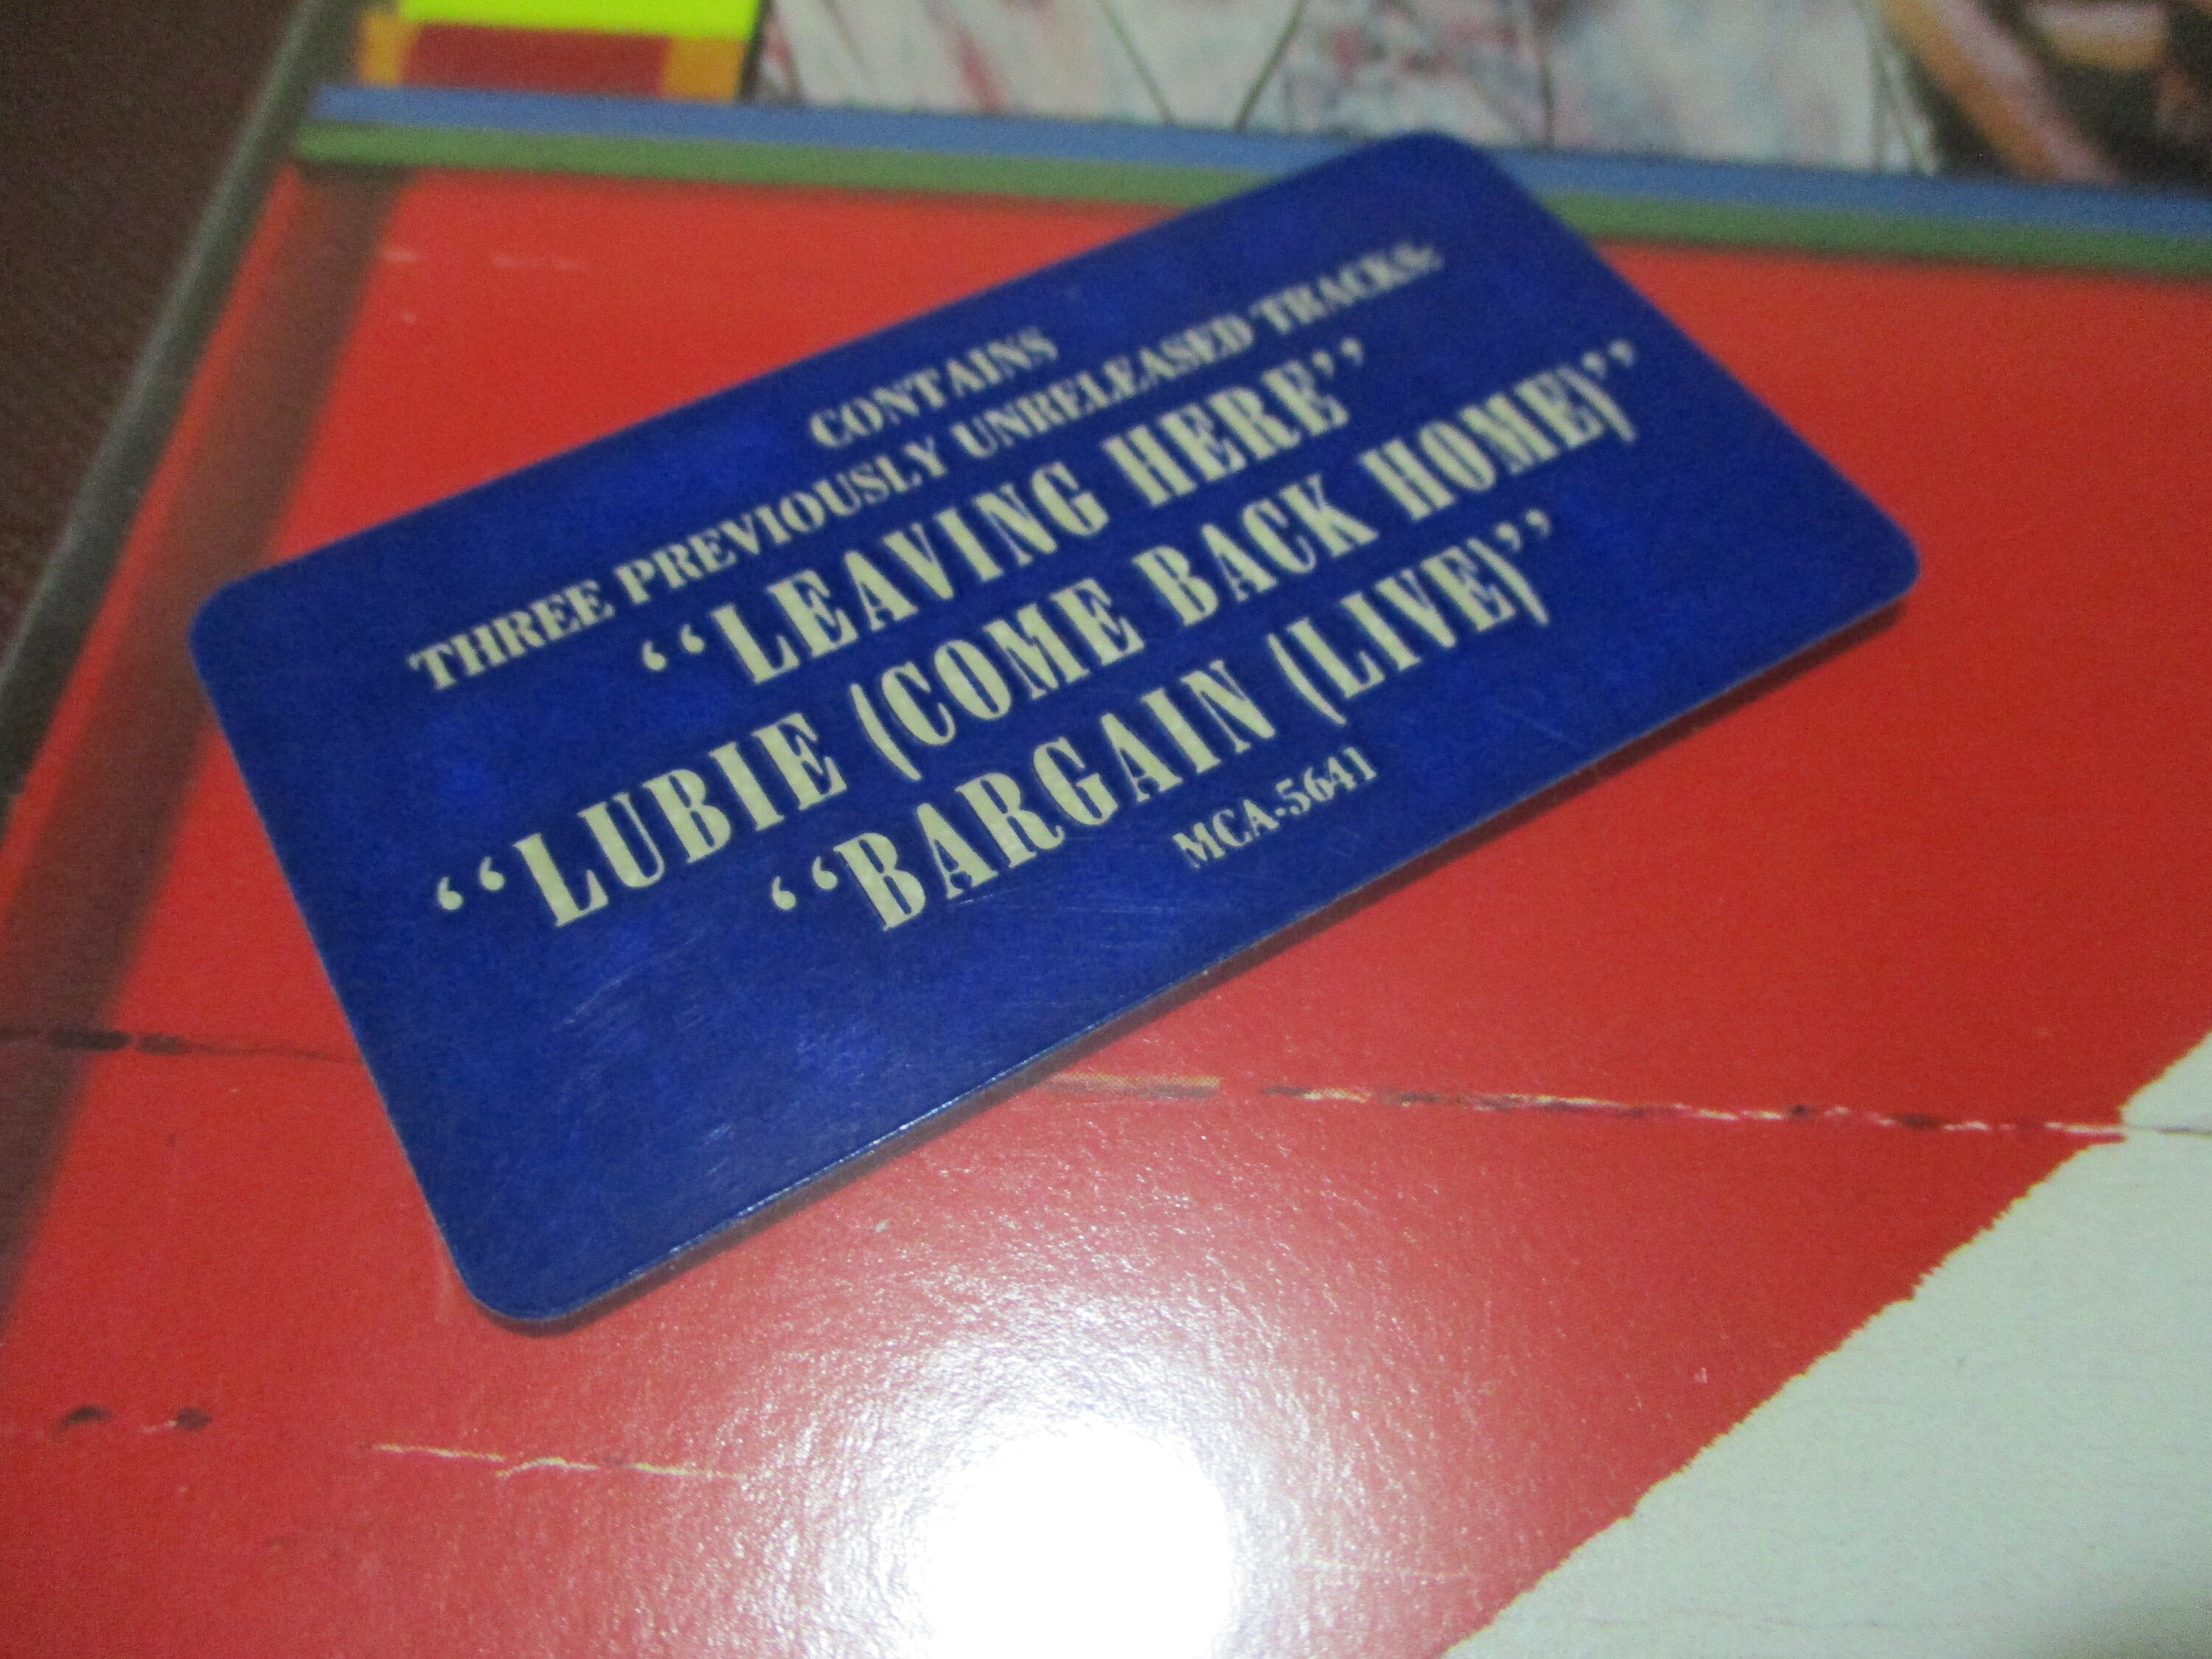 CONTAINS
THREE PREVIOUSLY UNRELEASED TRACKS:
‘‘LEAVING HERE’’
‘‘LUBIE (COME BACK HOME)’’
‘‘BARGAIN (LIVE)’’
MCA-5641